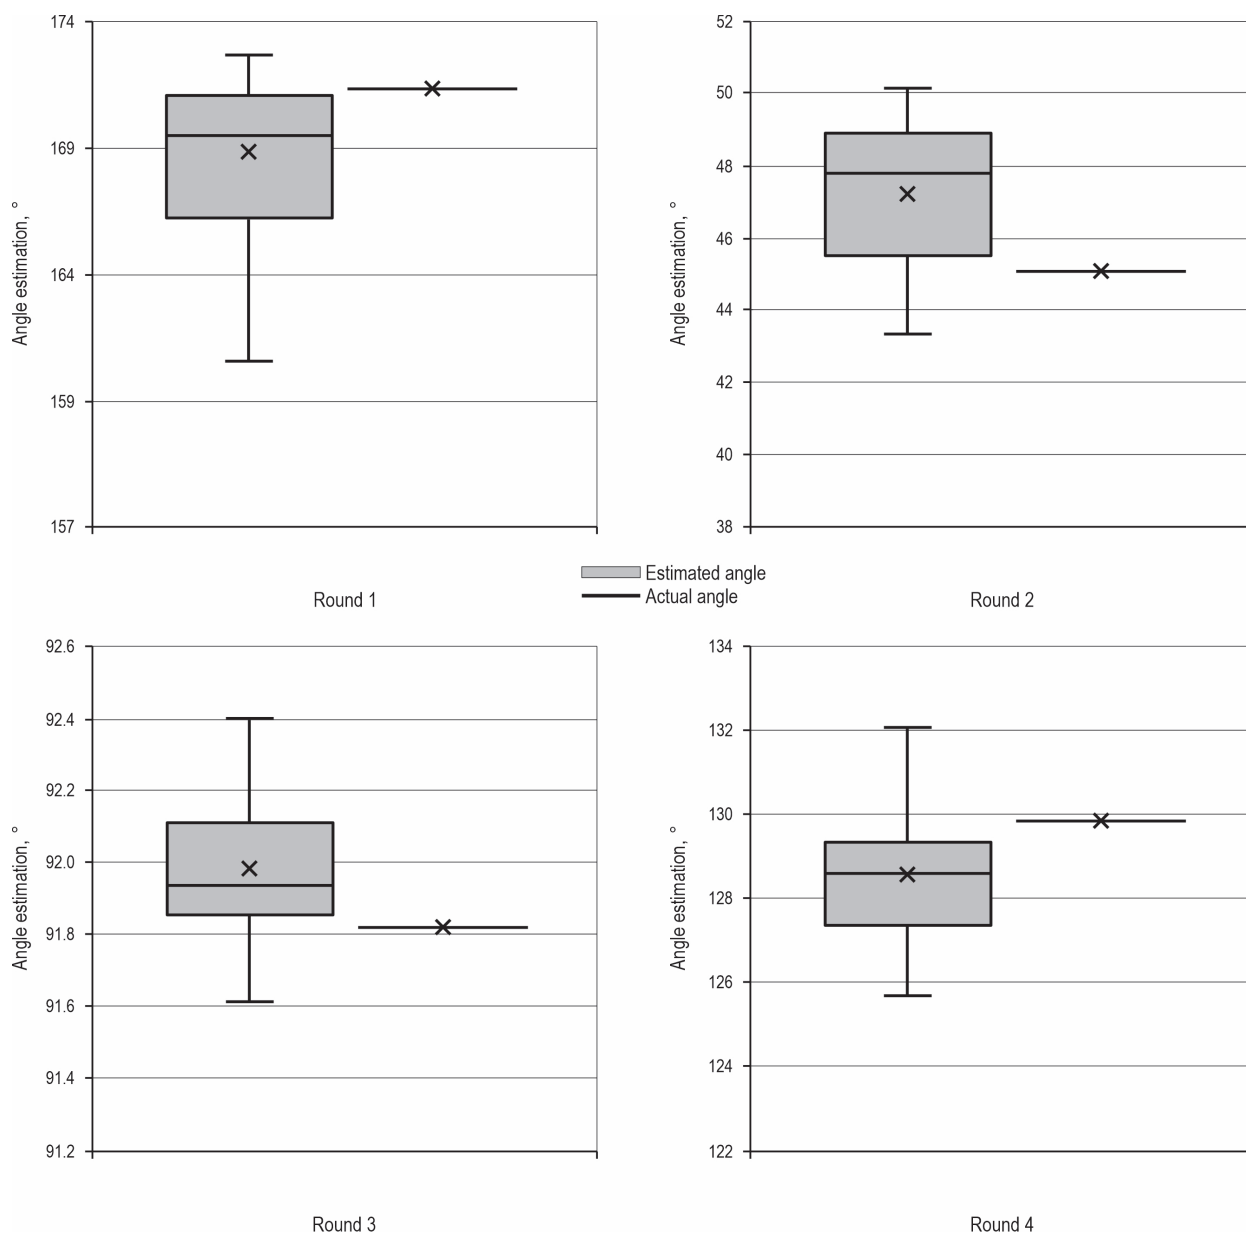 174
169
164
159
157
Angle estimation, °
Round 1
52
50
48
46
44
42
40
38
Angle estimation, °
Round 2
Estimated angle
Actual angle
92.6
92.4
92.2
92.0
91.8
91.6
91.4
91.2
Angle estimation, °
Round 3
134
132
130
128
126
124
122
Angle estimation, °
Round 4